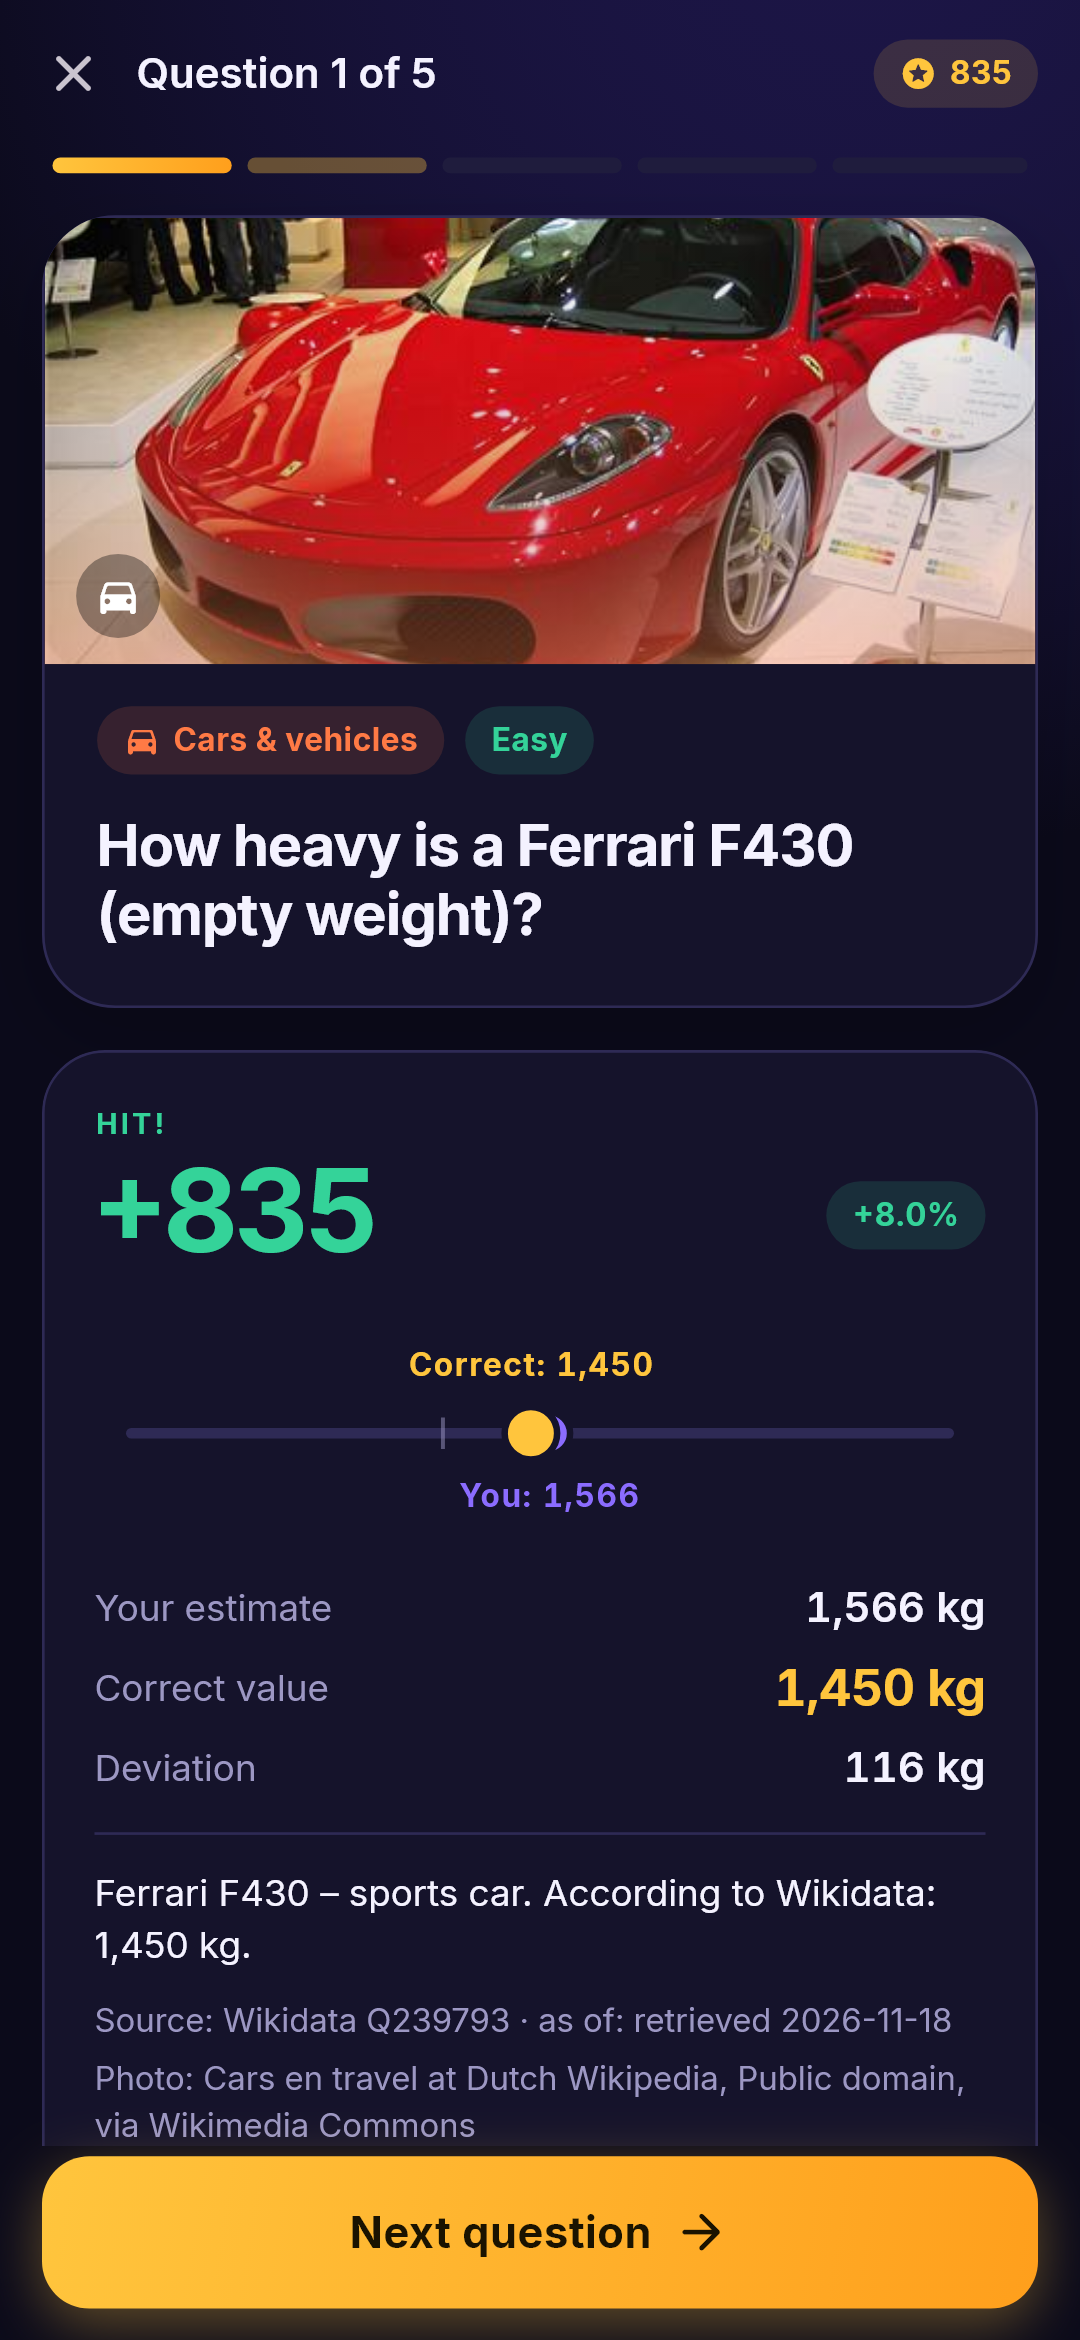 Question 1 of 5
835
Cars & vehicles
Easy
How heavy is a Ferrari F430
(empty weight)?
HIT!
+835
+8.0%
Correct: 1,450
You: 1,566
Your estimate
1,566 kg
Correct value
1,450 kg
Deviation
116 kg
Ferrari F430 – sports car. According to Wikidata:
1,450 kg.
Source: Wikidata Q239793 · as of: retrieved 2026-11-18
Photo: Cars en travel at Dutch Wikipedia, Public domain,
via Wikimedia Commons
Next question